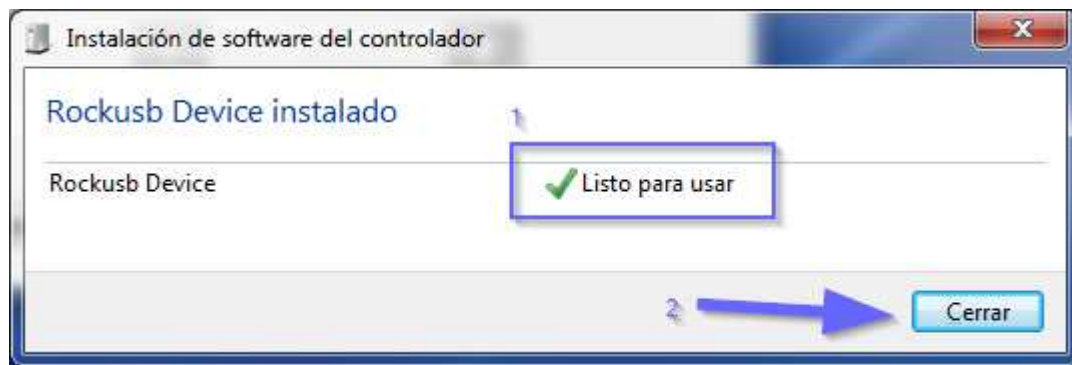 Instalación de software del controlador
Rockusb Device instalado
1
Rockusb Device
Listo para usar
2
Cerrar